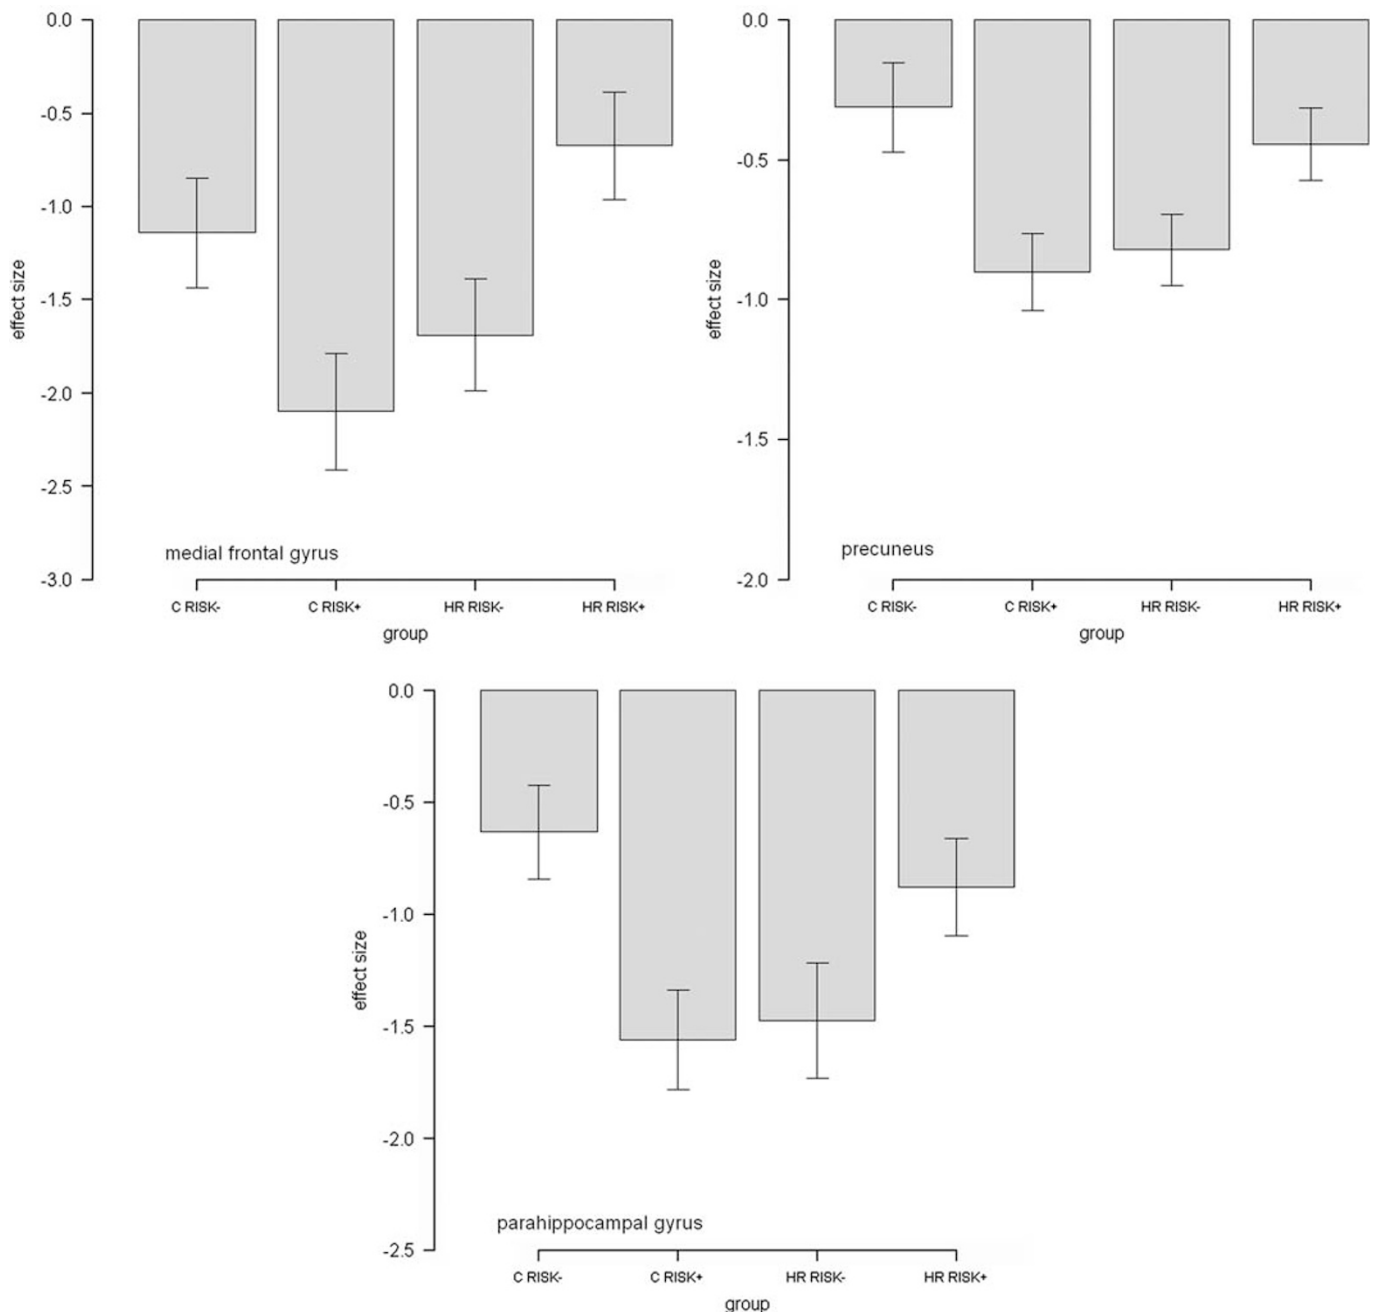 0.0
-0.5
-1.0
-1.5
-2.0
-2.5
-3.0
effect size
medial frontal gyrus
C RISK- C RISK+ HR RISK- HR RISK+
group
0.0
-0.5
-1.0
-1.5
-2.0
effect size
precuneus
C RISK- C RISK+ HR RISK- HR RISK+
group
0.0
-0.5
-1.0
-1.5
-2.0
-2.5
effect size
parahippocampal gyrus
C RISK- C RISK+ HR RISK- HR RISK+
group